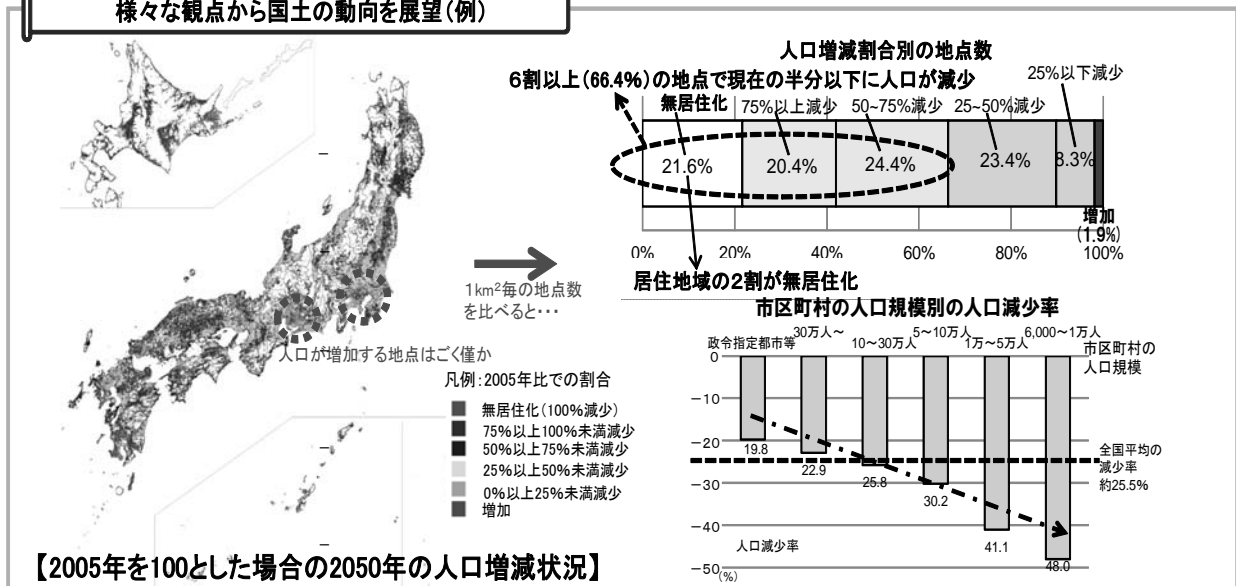 様々な観点から国土の動向を展望(例)
人口増減割合別の地点数
6割以上(66.4%)の地点で現在の半分以下に人口が減少
25%以下減少
無居住化
75%以上減少
50~75%減少
25~50%減少
21.6%
20.4%
24.4%
23.4%
8.3%
増加
(1.9%)
0%
20%
40%
60%
80%
100%
居住地域の2割が無居住化
1km²毎の地点数
を比べると・・・
人口が増加する地点はごく僅か
凡例:2005年比での割合
無居住化(100%減少)
75%以上100%未満減少
50%以上75%未満減少
25%以上50%未満減少
0%以上25%未満減少
増加
【2005年を100とした場合の2050年の人口増減状況】
市区町村の人口規模別の人口減少率
政令指定都市等
30万人~
10~30万人
5~10万人
1万~5万人
6,000~1万人
市区町村の
人口規模
0
-10
-20
-30
-40
-50
(%)
19.8
22.9
25.8
30.2
41.1
48.0
全国平均の
減少率
約25.5%
人口減少率